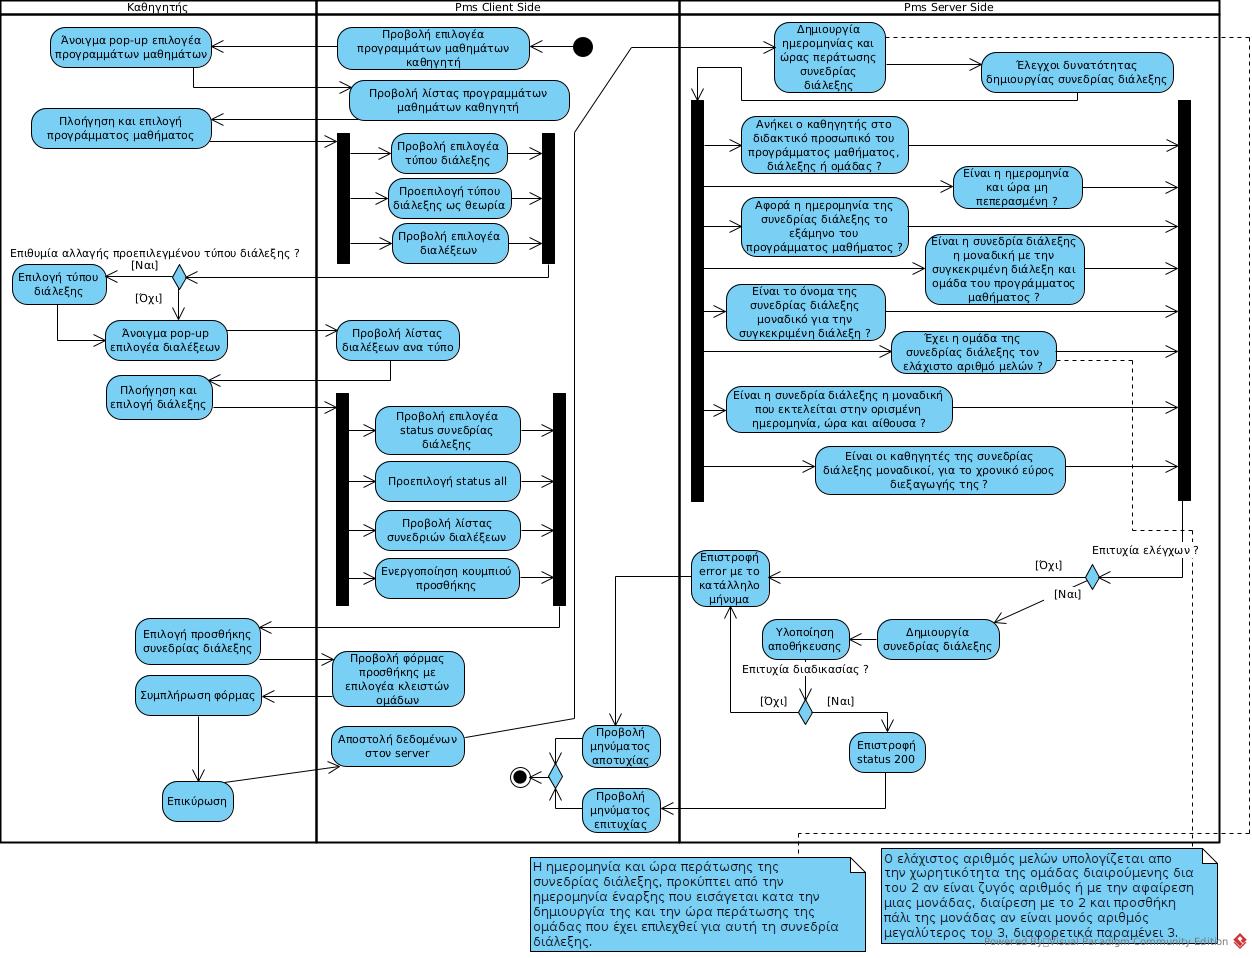 Καθηγητής
Pms Client Side
Pms Server Side
Άνοιγμα pop-up επιλογέα
προγραμμάτων μαθημάτων
Προβολή επιλογέα
προγραμμάτων μαθημάτων
καθηγητή
Προβολή λίστας προγραμμάτων
μαθημάτων καθηγητή
Πλοήγηση και επιλογή
προγράμματος μαθήματος
Προβολή επιλογέα
τύπου διάλεξης
Προεπιλογή τύπου
διάλεξης ως θεωρία
Προβολή επιλογέα
διαλέξεων
Επιθυμία αλλαγής προεπιλεγμένου τύπου διάλεξης ?
[Ναι]
Επιλογή τύπου
διάλεξης
[Όχι]
Άνοιγμα pop-up
επιλογέα διαλέξεων
Προβολή λίστας
διαλέξεων ανα τύπο
Πλοήγηση και
επιλογή διάλεξης
Προβολή επιλογέα
status συνεδρίας
διάλεξης
Προεπιλογή status all
Προβολή λίστας
συνεδριών διαλέξεων
Ενεργοποίηση κουμπιού
προσθήκης
Επιλογή προσθήκης
συνεδρίας διάλεξης
Προβολή φόρμας
προσθήκης με
επιλογέα κλειστών
ομάδων
Συμπλήρωση φόρμας
Αποστολή δεδομένων
στον server
Επικύρωση
Δημιουργία
ημερομηνίας και
ώρας περάτωσης
συνεδρίας
διάλεξης
Έλεγχοι δυνατότητας
δημιουργίας συνεδρίας διάλεξης
Ανήκει ο καθηγητής στο
διδακτικό προσωπικό του
προγράμματος μαθήματος,
διάλεξη ή ομάδας ?
Είναι η ημερομηνία
και ώρα μη
πεπερασμένη ?
Αφορά η ημερομηνία της
συνεδρίας διάλεξης το
εξάμηνο του
προγράμματος μαθήματος ?
Είναι η συνεδρία διάλεξης
η μοναδική με την
συγκεκριμένη διάλεξη και
ομάδα του προγράμματος
μαθήματος ?
Είναι το όνομα της
συνεδρίας διάλεξης
μοναδικό για την
συγκεκριμένη διάλεξη ?
Έχει η ομάδα της
συνεδρίας διάλεξης τον
ελάχιστο αριθμό μελών ?
Είναι η συνεδρία διάλεξης η μοναδική
που εκτελείται στην ορισμένη
ημερομηνία, ώρα και αίθουσα ?
Είναι οι καθηγητές της συνεδρίας
διάλεξης μοναδικοί, για το χρονικό εύρος
διεξαγωγής της ?
Επιτυχία ελέγχων ?
[Όχι]
[Ναι]
Επιστροφή
error με το
κατάλληλο
μήνυμα
Υλοποίηση
αποθήκευσης
Δημιουργία
συνεδρίας διάλεξης
Επιτυχία διαδικασίας ?
[Όχι]
[Ναι]
Επιστροφή
status 200
Προβολή
μηνύματος
αποτυχίας
Προβολή
μηνύματος
επιτυχίας
Η ημερομηνία και ώρα περάτωσης της
συνεδρίας διάλεξης, προκύπτει από την
ημερομηνία έναρξης που εισάγεται κατα την
δημιουργία της και την ώρα περάτωσης της
ομάδας που έχει επιλεχθεί για αυτή τη συνεδρία
διάλεξης.
Ο ελάχιστος αριθμός μελών υπολογίζεται απο
την χωρητικότητα της ομάδας διαιρούμενης δια
του 2 αν είναι ζυγός αριθμός ή με την αφαίρεση
μιας μονάδας, διαίρεση με το 2 και προσθήκη
πάλι της μονάδας αν είναι μονός αριθμός
μεγαλύτερος του 3, διαφορετικά παραμένει 3.
Powered By Visual Paradigm Community Edition